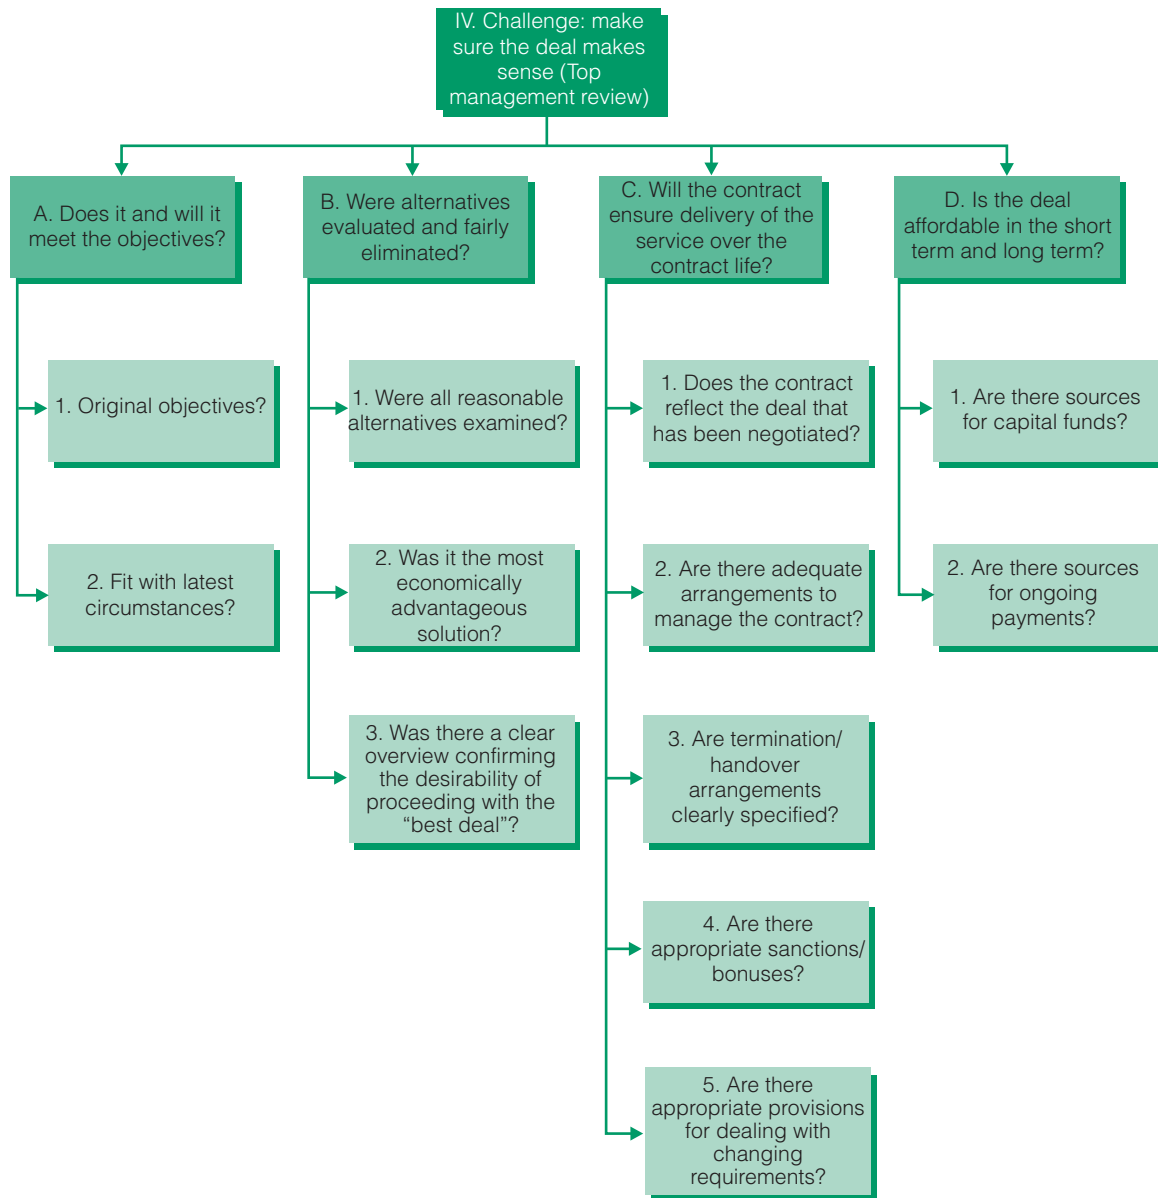 IV. Challenge: make
sure the deal makes
sense (Top
management review)
A. Does it and will it
meet the objectives?
1. Original objectives?
2. Fit with latest
circumstances?
B. Were alternatives
evaluated and fairly
eliminated?
1. Were all reasonable
alternatives examined?
2. Was it the most
economically
advantageous
solution?
3. Was there a clear
overview confirming
the desirability of
proceeding with the
“best deal”?
C. Will the contract
ensure delivery of the
service over the
contract life?
1. Does the contract
reflect the deal that
has been negotiated?
2. Are there adequate
arrangements to
manage the contract?
3. Are termination/
handover
arrangements
clearly specified?
4. Are there
appropriate sanctions/
bonuses?
5. Are there
appropriate provisions
for dealing with
changing
requirements?
D. Is the deal
affordable in the short
term and long term?
1. Are there sources
for capital funds?
2. Are there sources
for ongoing
payments?